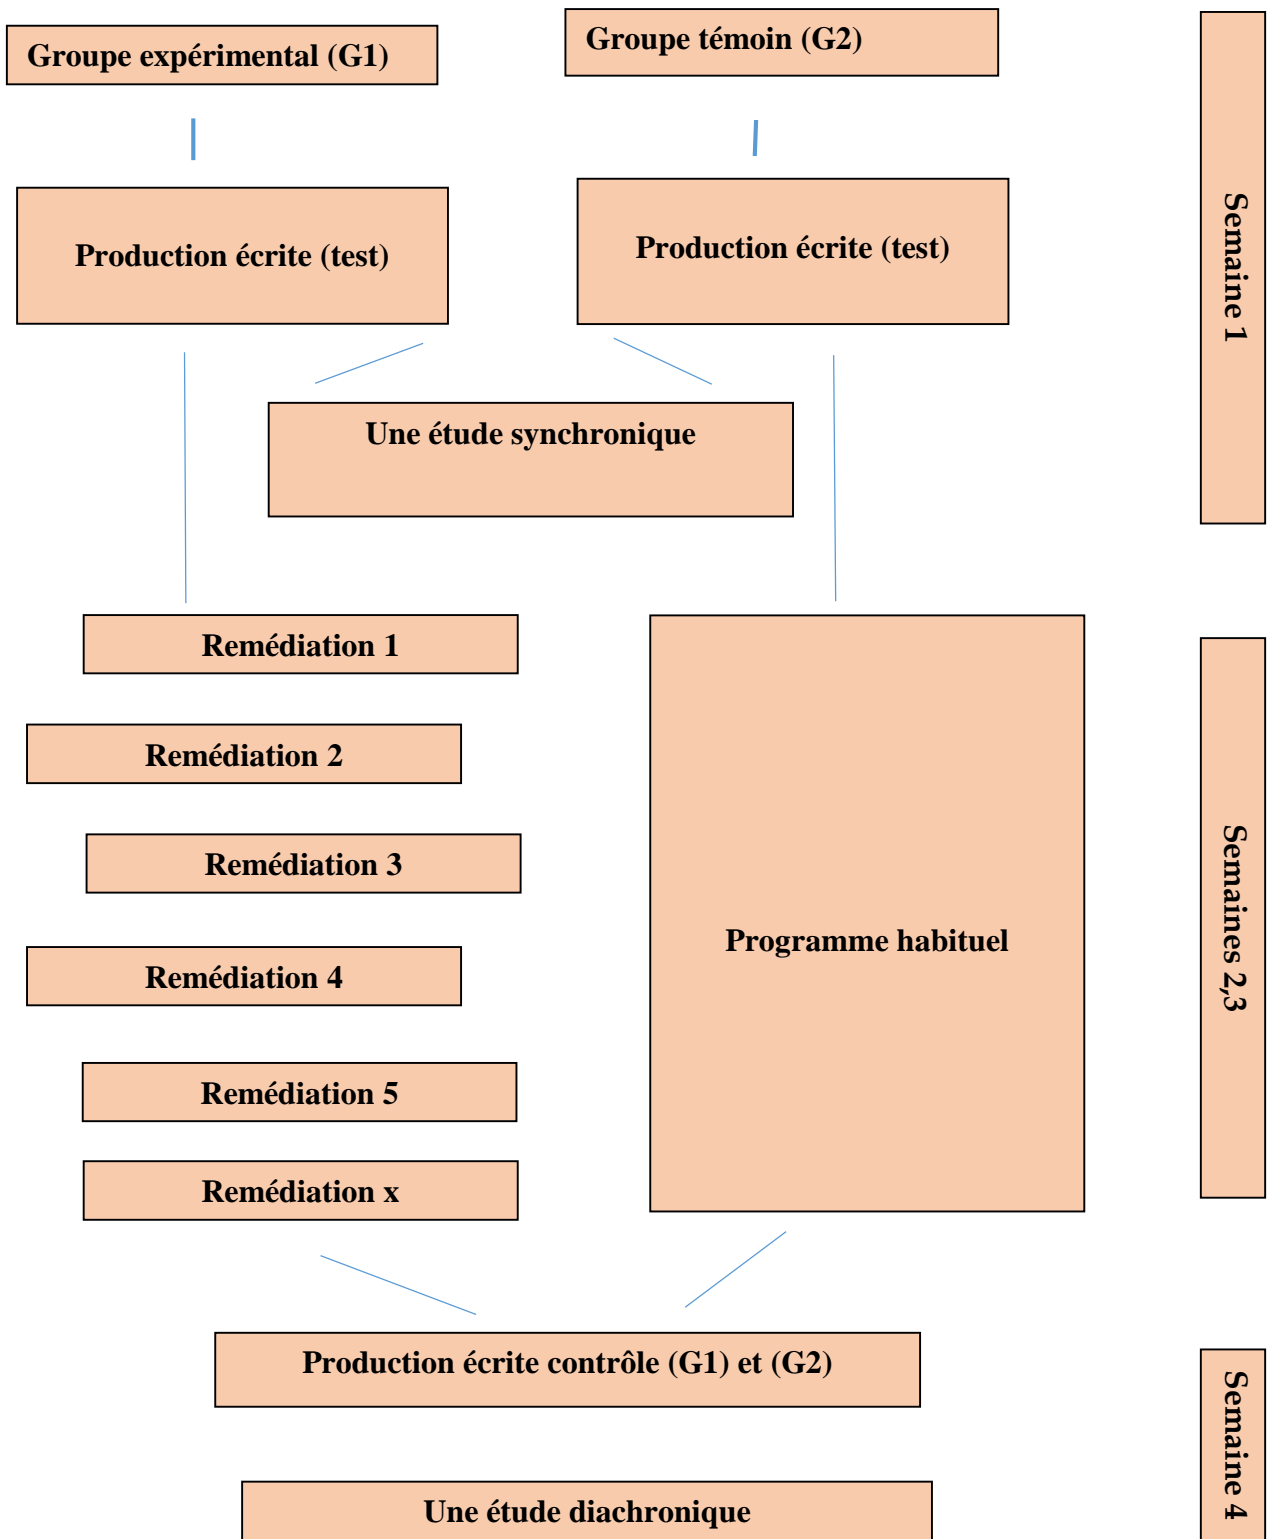 Groupe expérimental (G1)
Groupe témoin (G2)
Production écrite (test)
Production écrite (test)
Semaine 1
Une étude synchronique
Remédiation 1
Remédiation 2
Remédiation 3
Programme habituel
Semaines 2,3
Remédiation 4
Remédiation 5
Remédiation x
Production écrite contrôle (G1) et (G2)
Semaine 4
Une étude diachronique